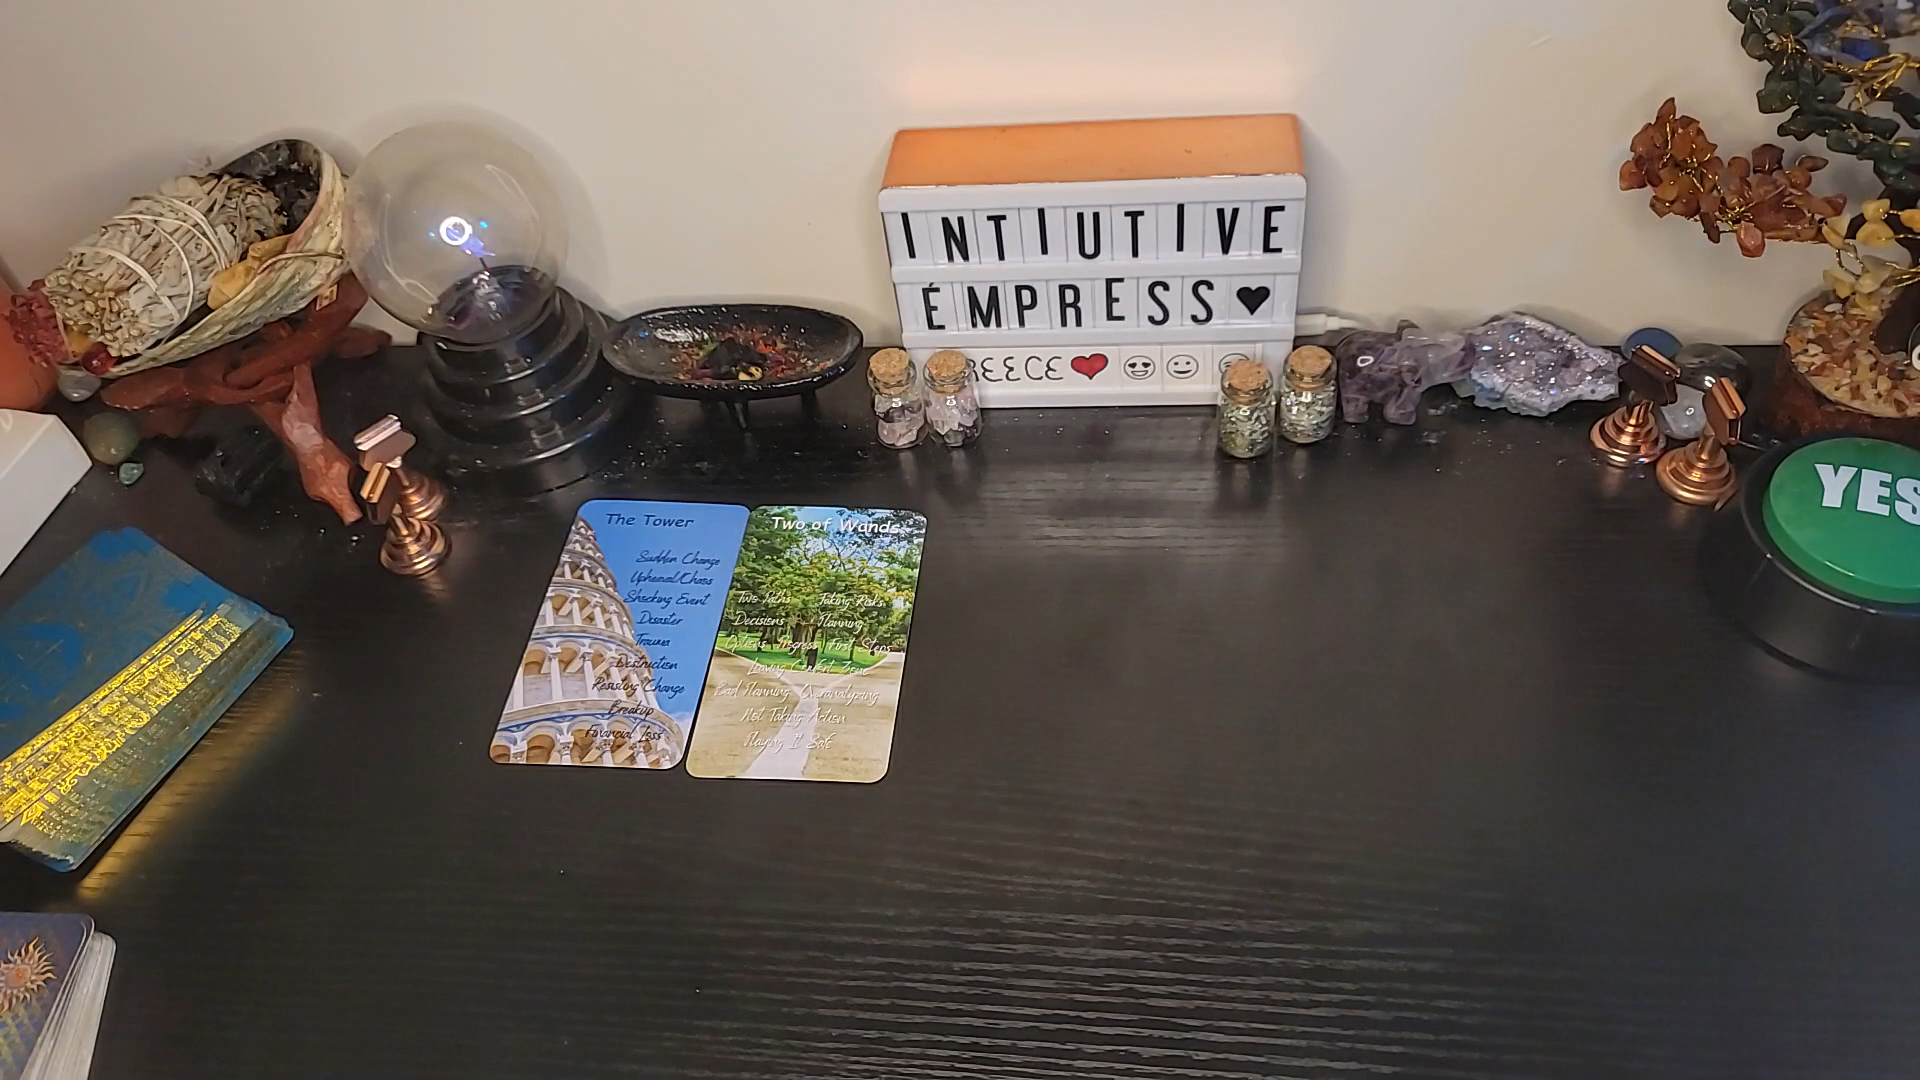 INTIUTIVE
ÉMPRESS ♥
REECE ❤
YES
The Tower
Sudden Change
Upheaval/Chaos
Shocking Event
Disaster
Trauma
Destruction
Resisting Change
Breakup
Financial Loss
Two of Wands
Two Paths Taking Risks
Decisions Planning
Options Progress First Steps
Leaving Comfort Zone
Bad Planning Overanalyzing
Not Taking Action
Playing It Safe